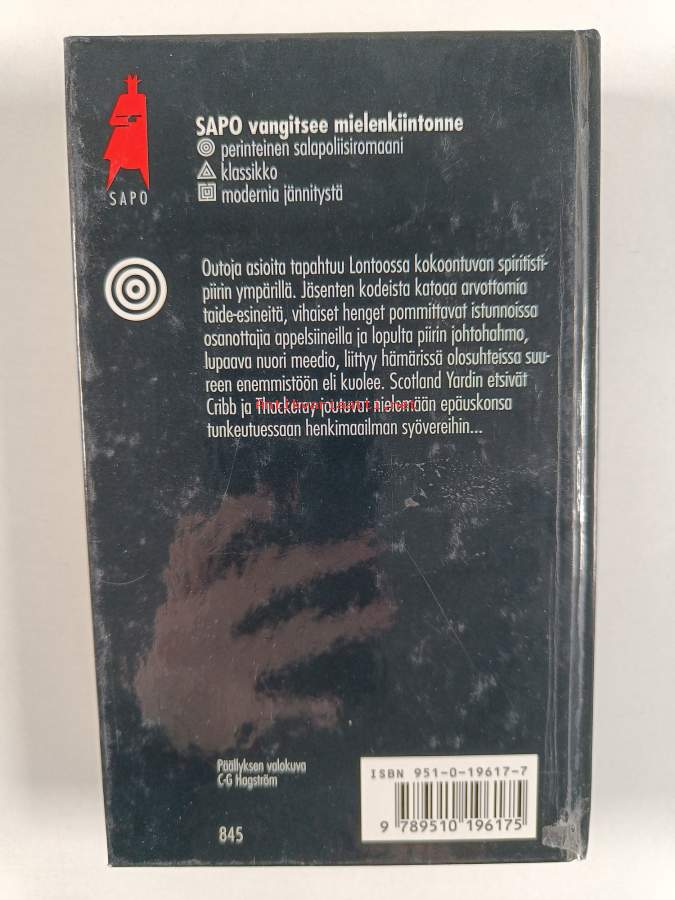 SAPO vangitsee mielenkiintonne
perinteinen salapoliisiromaani
klassikko
modernia jännitystä
SAPO
Outoja asioita tapahtuu Lontoossa kokoontuvan spiritisti-
piirin ympärillä. Jäsenten kodeista katoaa arvottomia
taide-esineitä, vihaiset henget pommittavat istunnoissa
osanottajia appelsiineilla ja lopulta piirin johtohahmo,
lupaava nuori meedio, liittyy hämärissä olosuhteissa suu-
reen enemmistöön eli kuolee. Scotland Yardin etsivät
Cribb ja Thackeray joutuvat nielemään epäuskonsa
tunkeutuessaan henkimaailman syövereihin...
Päällyksen valokuva
C-G Hagström
845
ISBN 951-0-19617-7
9 789510 196175